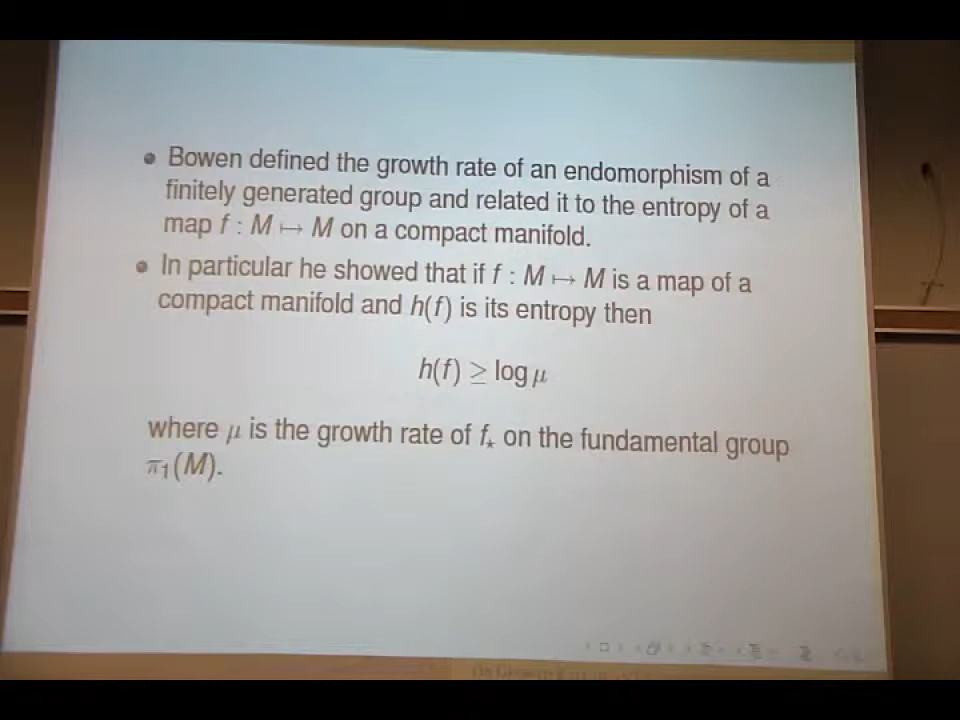 Bowen defined the growth rate of an endomorphism of a
finitely generated group and related it to the entropy of a
map f : M ↦ M on a compact manifold.
In particular he showed that if f : M ↦ M is a map of a
compact manifold and h(f) is its entropy then
h(f) ≥ log μ
where μ is the growth rate of f⋆ on the fundamental group
π₁(M).